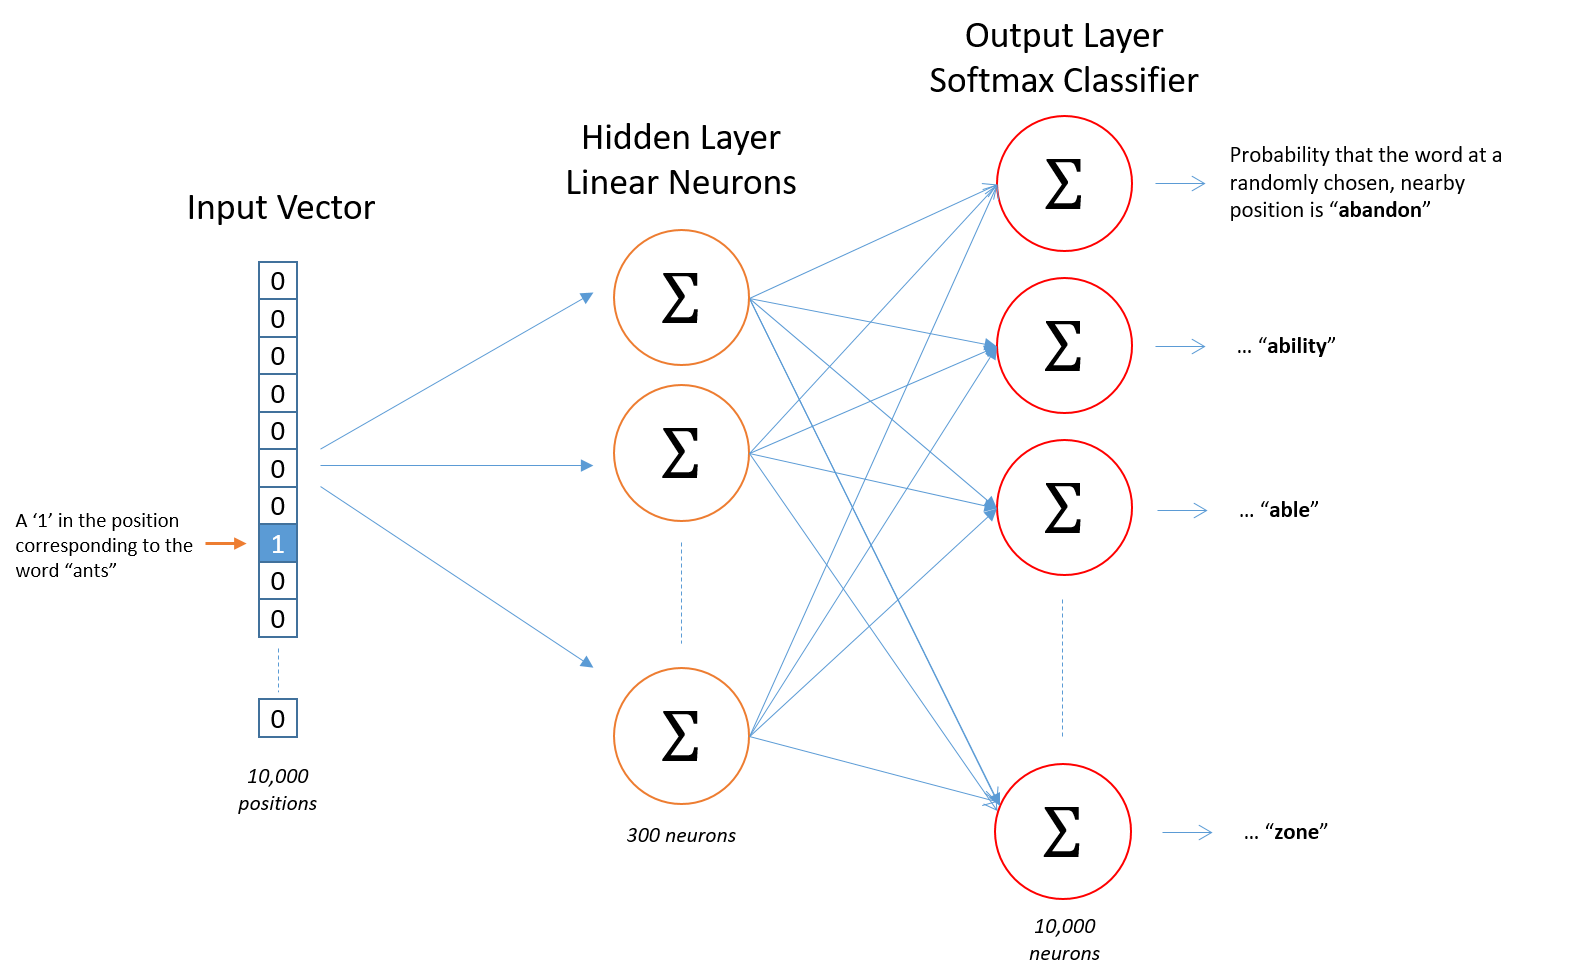 Output Layer
Softmax Classifier
Hidden Layer
Linear Neurons
Input Vector
0
0
0
0
0
0
0
1
0
0
0
A ‘1’ in the position
corresponding to the
word “ants”
10,000
positions
Σ
Σ
Σ
300 neurons
Σ
Σ
Σ
Σ
10,000
neurons
Probability that the word at a
randomly chosen, nearby
position is “abandon”
... “ability”
... “able”
... “zone”